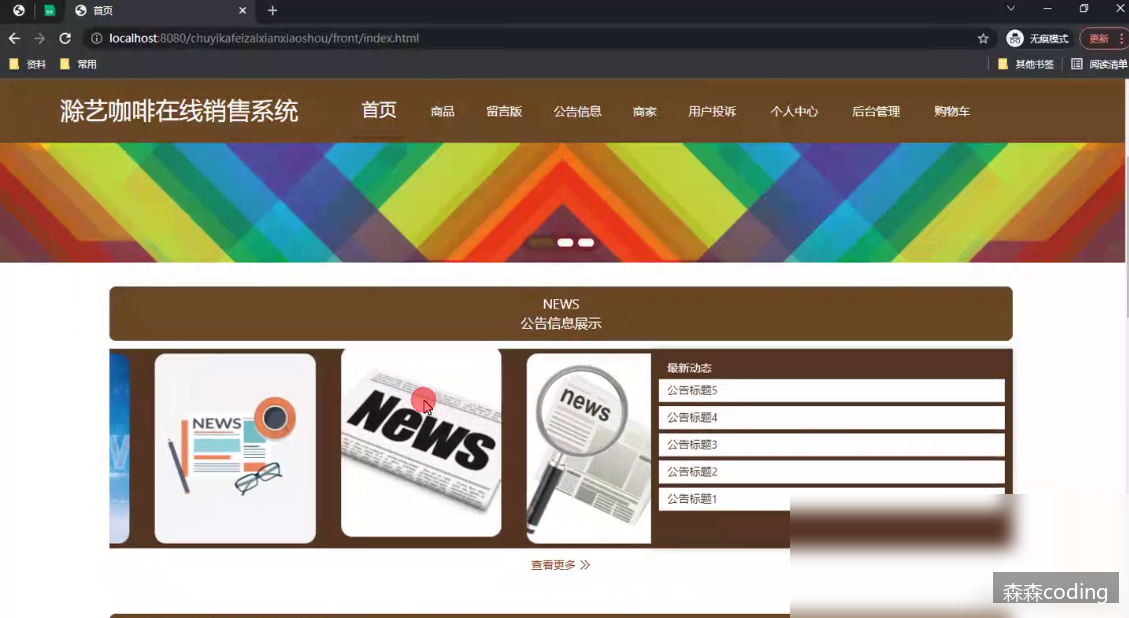 首页
localhost:8080/chuyikafeizaixianxiaoshou/front/index.html
无痕模式
更新
资料
常用
其他书签
阅读清单
滁艺咖啡在线销售系统
首页
商品
留言版
公告信息
商家
用户投诉
个人中心
后台管理
购物车
NEWS
公告信息展示
NEWS
News
news
最新动态
公告标题5
公告标题4
公告标题3
公告标题2
公告标题1
查看更多
森森coding